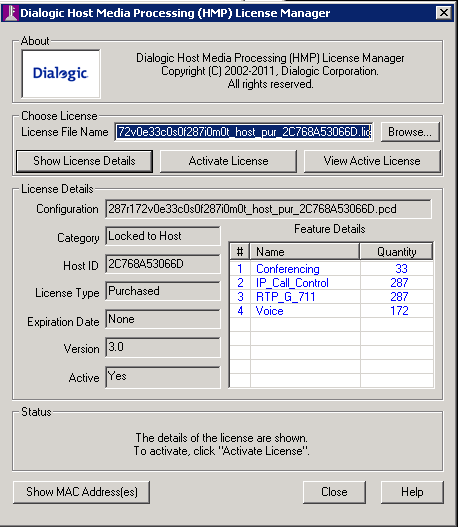 Dialogic Host Media Processing (HMP) License Manager
About
Dialogic
Dialogic Host Media Processing (HMP) License Manager
Copyright (C) 2002-2011, Dialogic Corporation.
All rights reserved.
Choose License
License File Name 72v0e33c0s0f287i0m0t_host_pur_2C768A53066D.lic Browse...
Show License Details Activate License View Active License
License Details
Configuration 287r172v0e33c0s0f287i0m0t_host_pur_2C768A53066D.pcd
Category Locked to Host
Feature Details
# Name Quantity
Host ID 2C768A53066D
1 Conferencing 33
2 IP_Call_Control 287
License Type Purchased
3 RTP_G_711 287
4 Voice 172
Expiration Date None
Version 3.0
Active Yes
Status
The details of the license are shown.
To activate, click "Activate License".
Show MAC Address(es) Close Help